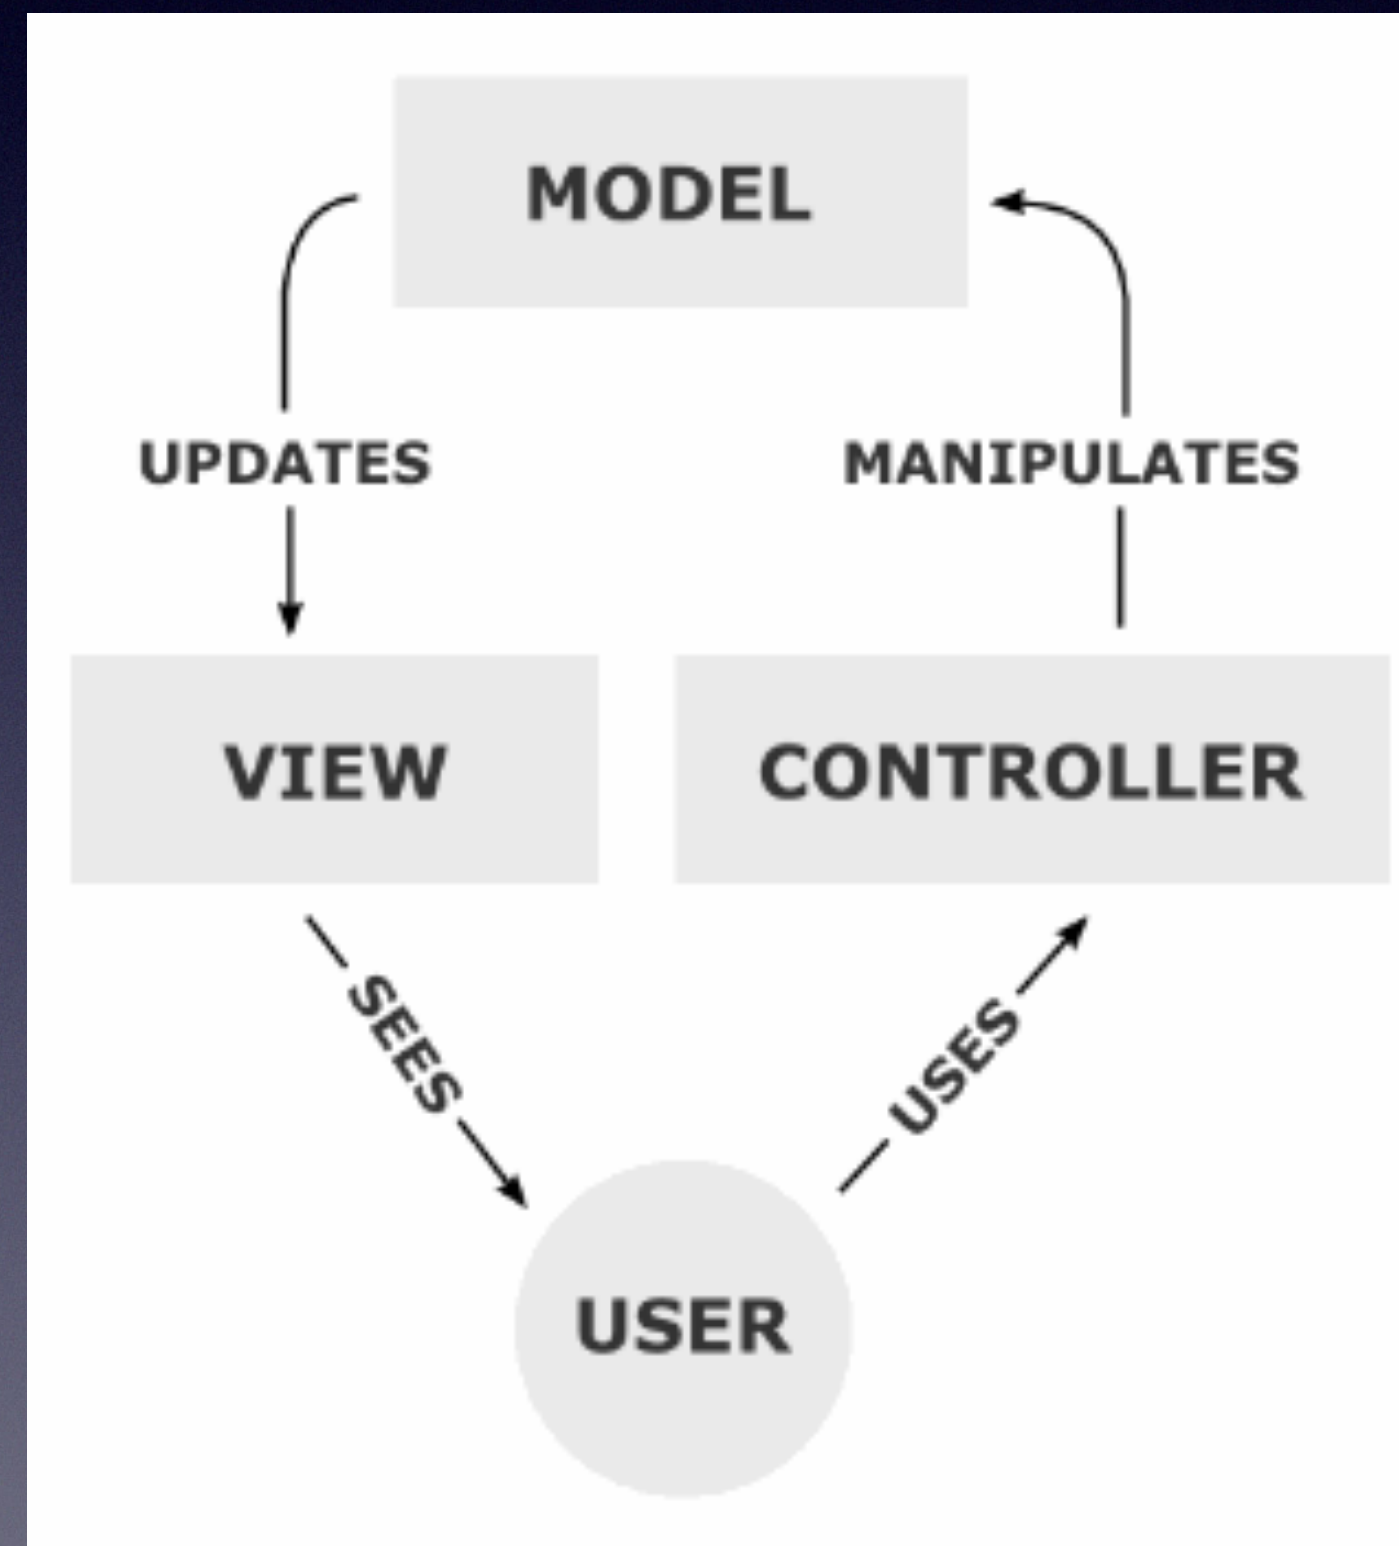 MODEL
UPDATES
MANIPULATES
VIEW
CONTROLLER
SEES
USES
USER